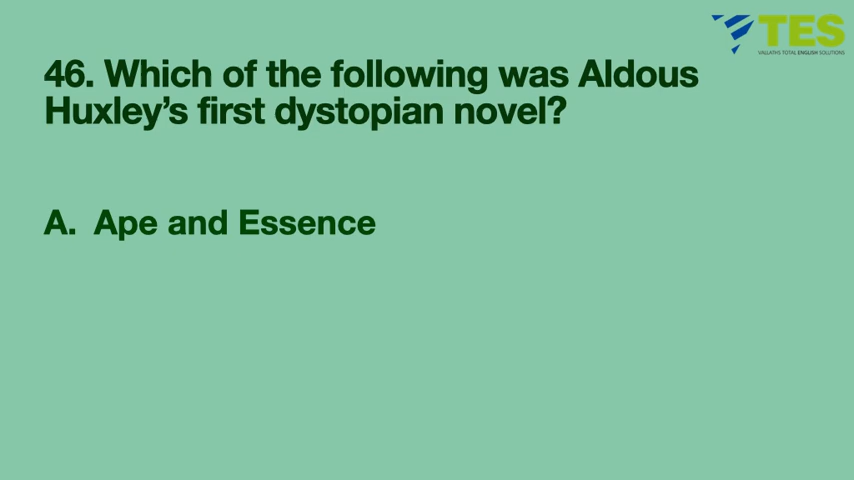 TES
VALLATHS TOTAL ENGLISH SOLUTIONS
46. Which of the following was Aldous
Huxley’s first dystopian novel?
A. Ape and Essence